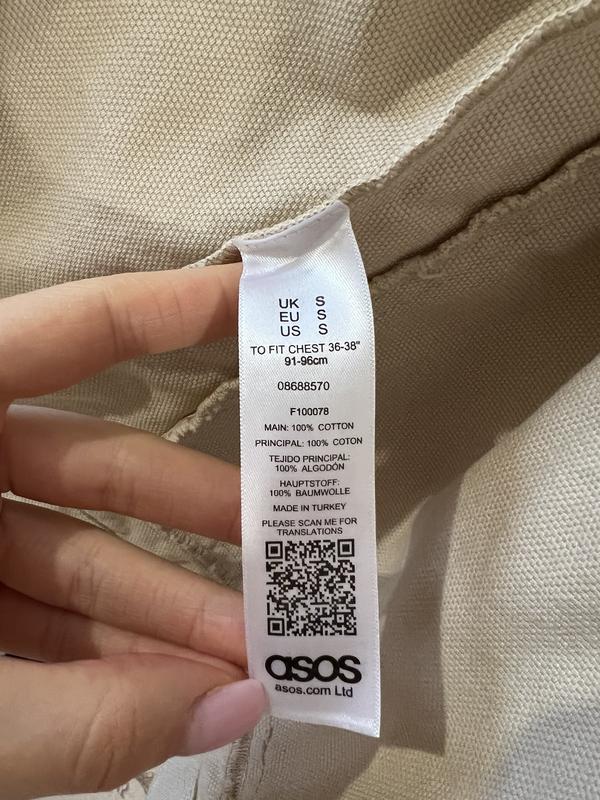 UK S
EU S
US S
TO FIT CHEST 36-38"
91-96cm
08688570
F100078
MAIN: 100% COTTON
PRINCIPAL: 100% COTON
TEJIDO PRINCIPAL:
100% ALGODÓN
HAUPTSTOFF:
100% BAUMWOLLE
MADE IN TURKEY
PLEASE SCAN ME FOR
TRANSLATIONS
asos
asos.com Ltd